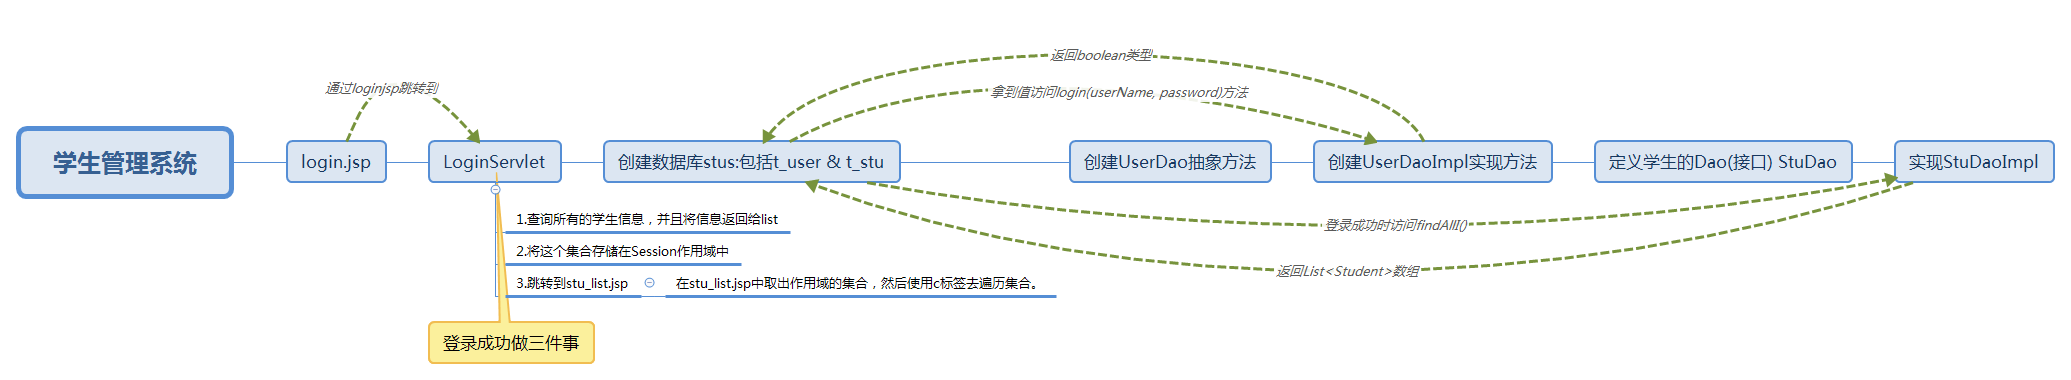 返回boolean类型
通过loginjsp跳转到
拿到值访问login(userName, password)方法
学生管理系统
login.jsp
LoginServlet
创建数据库stus:包括t_user & t_stu
创建UserDao抽象方法
创建UserDaoImpl实现方法
定义学生的Dao(接口) StuDao
实现StuDaoImpl
1.查询所有的学生信息，并且将信息返回给list
登录成功时访问findAlll()
2.将这个集合存储在Session作用域中
返回List<Student>数组
3.跳转到stu_list.jsp
在stu_list.jsp中取出作用域的集合，然后使用c标签去遍历集合。
登录成功做三件事